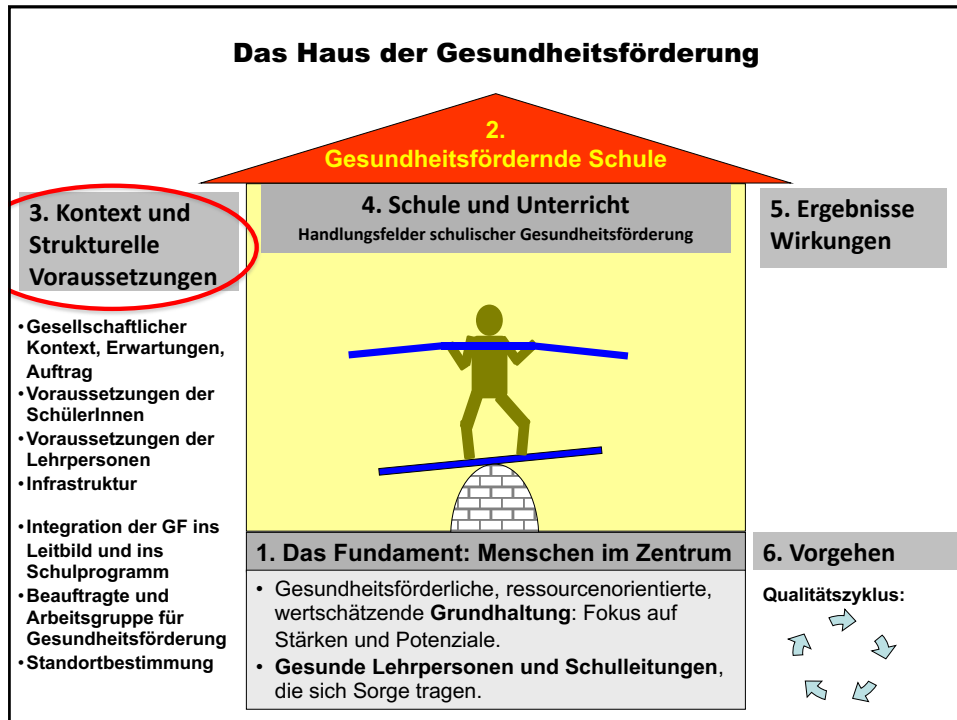 Das Haus der Gesundheitsförderung
2.
Gesundheitsfördernde Schule
3. Kontext und
Strukturelle
Voraussetzungen
•Gesellschaftlicher
Kontext, Erwartungen,
Auftrag
•Voraussetzungen der
SchülerInnen
•Voraussetzungen der
Lehrpersonen
•Infrastruktur
•Integration der GF ins
Leitbild und ins
Schulprogramm
•Beauftragte und
Arbeitsgruppe für
Gesundheitsförderung
•Standortbestimmung
4. Schule und Unterricht
Handlungsfelder schulischer Gesundheitsförderung
1. Das Fundament: Menschen im Zentrum
• Gesundheitsförderliche, ressourcenorientierte,
wertschätzende Grundhaltung: Fokus auf
Stärken und Potenziale.
• Gesunde Lehrpersonen und Schulleitungen,
die sich Sorge tragen.
5. Ergebnisse
Wirkungen
6. Vorgehen
Qualitätszyklus: